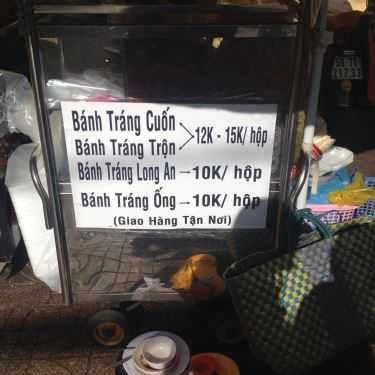 Bánh Tráng Cuốn
Bánh Tráng Trộn > 12K - 15K/ hộp
Bánh Tráng Long An → 10K/ hộp
Bánh Tráng Ống → 10K/ hộp
(Giao Hàng Tận Nơi)